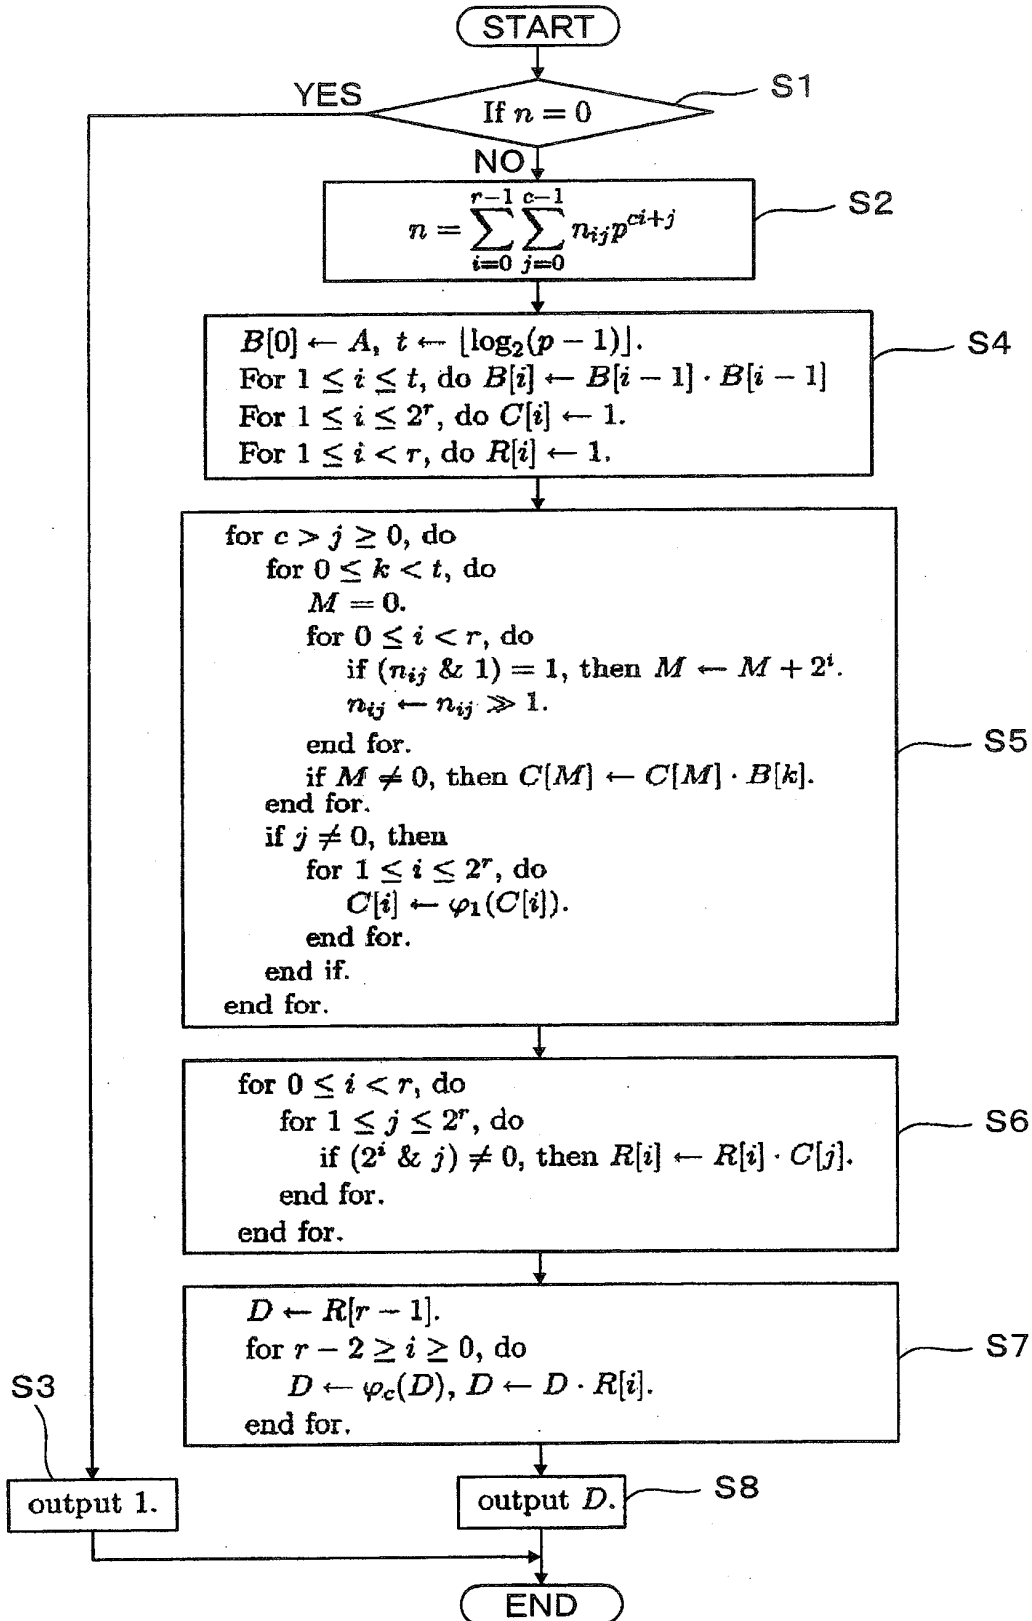 START
YES
If n = 0
S1
NO
n = \sum_{i=0}^{r-1} \sum_{j=0}^{c-1} n_{ij} p^{ci+j}
S2
B[0] ← A, t ← ⌊log₂(p − 1)⌋.
For 1 ≤ i ≤ t, do B[i] ← B[i − 1] · B[i − 1]
For 1 ≤ i ≤ 2^r, do C[i] ← 1.
For 1 ≤ i < r, do R[i] ← 1.
S4
for c > j ≥ 0, do
for 0 ≤ k < t, do
M = 0.
for 0 ≤ i < r, do
if (n_{ij} & 1) = 1, then M ← M + 2^i.
n_{ij} ← n_{ij} ≫ 1.
end for.
if M ≠ 0, then C[M] ← C[M] · B[k].
end for.
if j ≠ 0, then
for 1 ≤ i ≤ 2^r, do
C[i] ← φ₁(C[i]).
end for.
end if.
end for.
S5
for 0 ≤ i < r, do
for 1 ≤ j ≤ 2^r, do
if (2^i & j) ≠ 0, then R[i] ← R[i] · C[j].
end for.
end for.
S6
D ← R[r − 1].
for r − 2 ≥ i ≥ 0, do
D ← φ_c(D), D ← D · R[i].
end for.
S7
S3
output 1.
output D.
S8
END